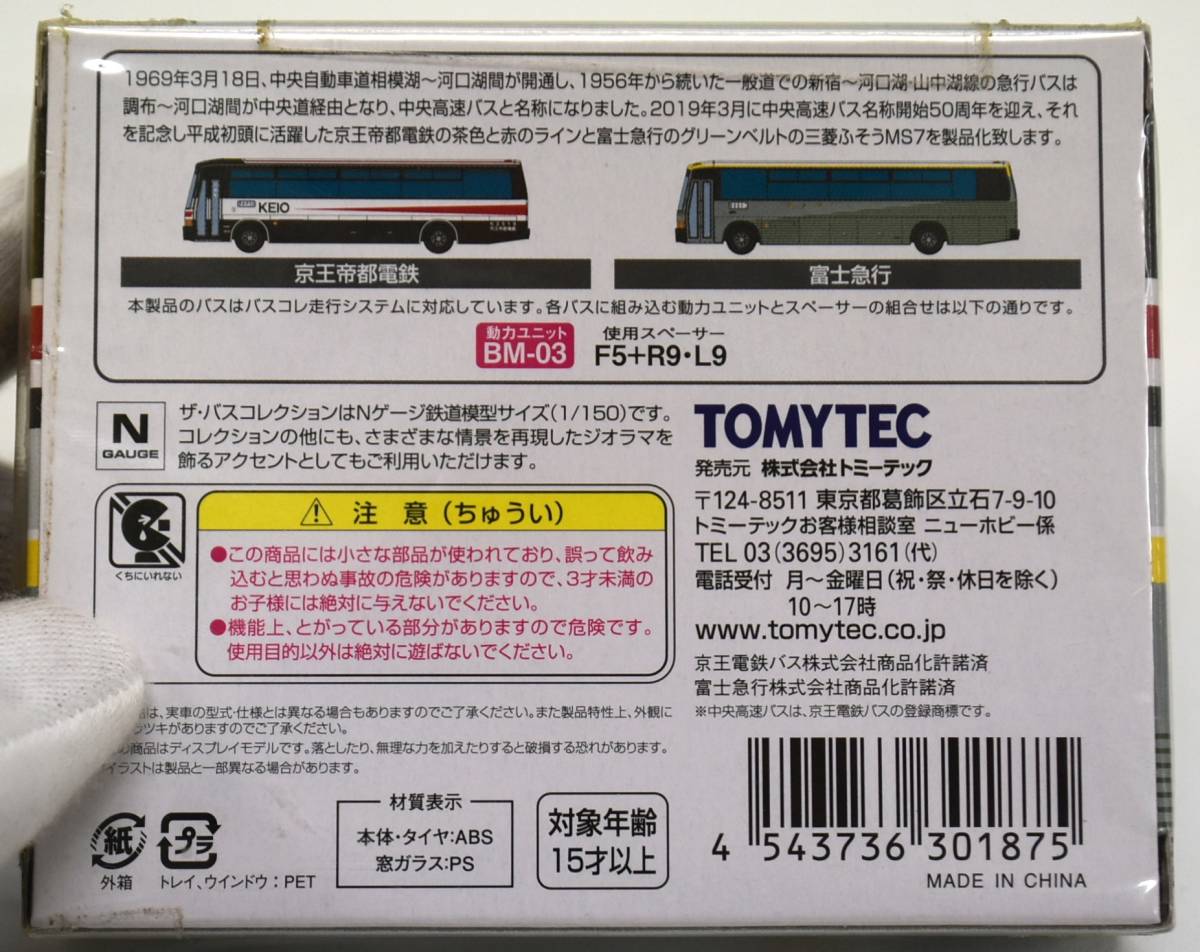 1969年3月18日、中央自動車道相模湖〜河口湖間が開通し、1956年から続いた一般道での新宿〜河口湖・山中湖線の急行バスは
調布〜河口湖間が中央道経由となり、中央高速バスと名称になりました。2019年3月に中央高速バス名称開始50周年を迎え、それ
を記念し平成初頭に活躍した京王帝都電鉄の茶色と赤のラインと富士急行のグリーンベルトの三菱ふそうMS7を製品化致します。
KEIO
京王帝都電鉄
富士急行
本製品のバスはバスコレ走行システムに対応しています。各バスに組み込む動力ユニットとスペーサーの組合せは以下の通りです。
動力ユニット
BM-03
使用スペーサー
F5+R9・L9
N
GAUGE
ザ・バスコレクションはNゲージ鉄道模型サイズ(1/150)です。
コレクションの他にも、さまざまな情景を再現したジオラマを
飾るアクセントとしてもご利用いただけます。
くちにいれない
注 意(ちゅうい)
●この商品には小さな部品が使われており、誤って飲み
込むと思わぬ事故の危険がありますので、3才未満の
お子様には絶対に与えないでください。
●機能上、とがっている部分がありますので危険です。
使用目的以外は絶対に遊ばないでください。
は、実車の型式・仕様とは異なる場合もありますのでご了承ください。また製品特性上、外観に
ラツキがありますのでご了承ください。
商品はディスプレイモデルです。落としたり、無理な力を加えたりすると破損する恐れがあります。
イラストは製品と一部異なる場合があります。
紙
外箱
プラ
トレイ、ウインドウ:PET
材質表示
本体・タイヤ:ABS
窓ガラス:PS
対象年齢
15才以上
TOMYTEC
発売元 株式会社トミーテック
〒124-8511 東京都葛飾区立石7-9-10
トミーテックお客様相談室 ニューホビー係
TEL 03(3695)3161(代)
電話受付 月〜金曜日(祝・祭・休日を除く)
10〜17時
www.tomytec.co.jp
京王電鉄バス株式会社商品化許諾済
富士急行株式会社商品化許諾済
※中央高速バスは、京王電鉄バスの登録商標です。
4 543736 301875
MADE IN CHINA